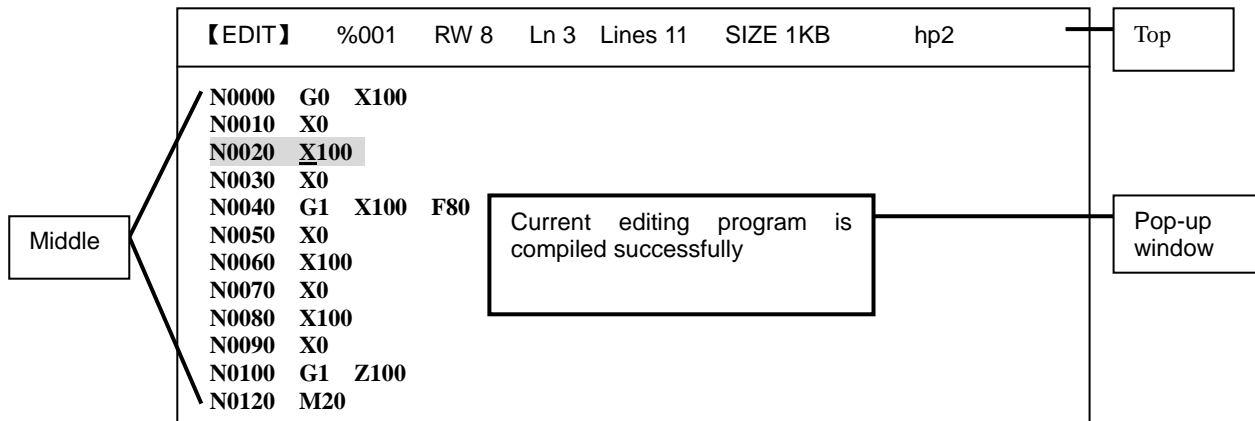 【EDIT】 %001 RW 8 Ln 3 Lines 11 SIZE 1KB hp2
Top
N0000 G0 X100
N0010 X0
N0020 X100
N0030 X0
N0040 G1 X100 F80
N0050 X0
N0060 X100
N0070 X0
N0080 X100
N0090 X0
N0100 G1 Z100
N0120 M20
Middle
Current editing program is
compiled successfully
Pop-up
window